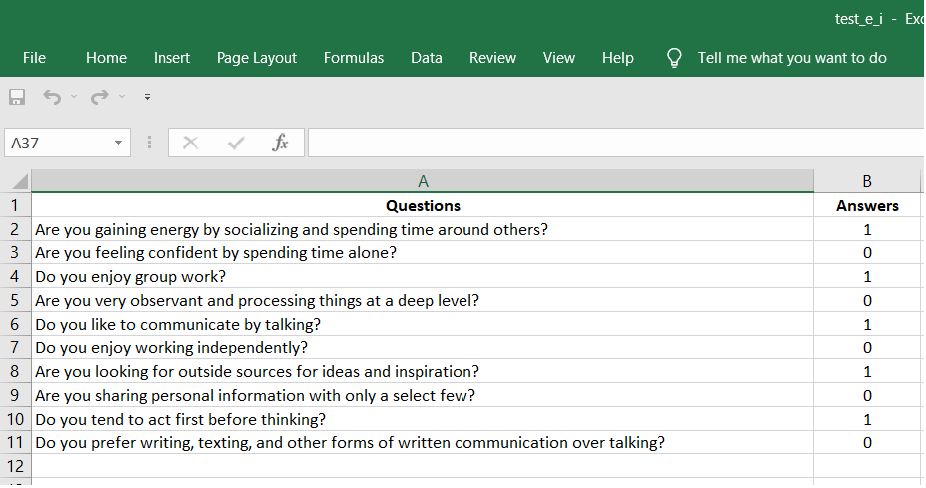 test_e_i - Exc
File Home Insert Page Layout Formulas Data Review View Help Tell me what you want to do
A37 fx
A B
1 Questions Answers
2 Are you gaining energy by socializing and spending time around others? 1
3 Are you feeling confident by spending time alone? 0
4 Do you enjoy group work? 1
5 Are you very observant and processing things at a deep level? 0
6 Do you like to communicate by talking? 1
7 Do you enjoy working independently? 0
8 Are you looking for outside sources for ideas and inspiration? 1
9 Are you sharing personal information with only a select few? 0
10 Do you tend to act first before thinking? 1
11 Do you prefer writing, texting, and other forms of written communication over talking? 0
12